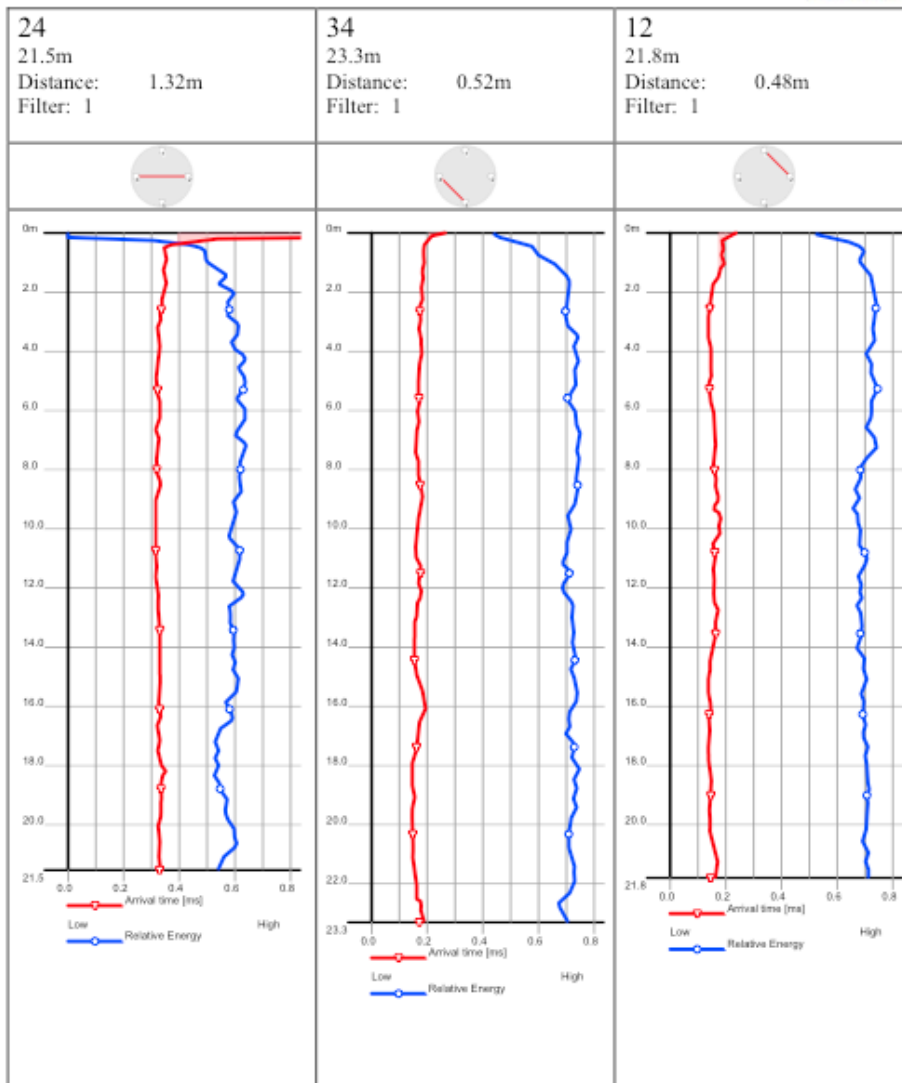 24
21.5m
Distance: 1.32m
Filter: 1
0m
2.0
4.0
6.0
8.0
10.0
12.0
14.0
16.0
18.0
20.0
21.5
0.0 0.2 0.4 0.6 0.8
Arrival time [ms]
Low High
Relative Energy
34
23.3m
Distance: 0.52m
Filter: 1
0m
2.0
4.0
6.0
8.0
10.0
12.0
14.0
16.0
18.0
20.0
22.0
23.3
0.0 0.2 0.4 0.6 0.8
Arrival time [ms]
Low High
Relative Energy
12
21.8m
Distance: 0.48m
Filter: 1
0m
2.0
4.0
6.0
8.0
10.0
12.0
14.0
16.0
18.0
20.0
21.8
0.0 0.2 0.4 0.6 0.8
Arrival time [ms]
Low High
Relative Energy